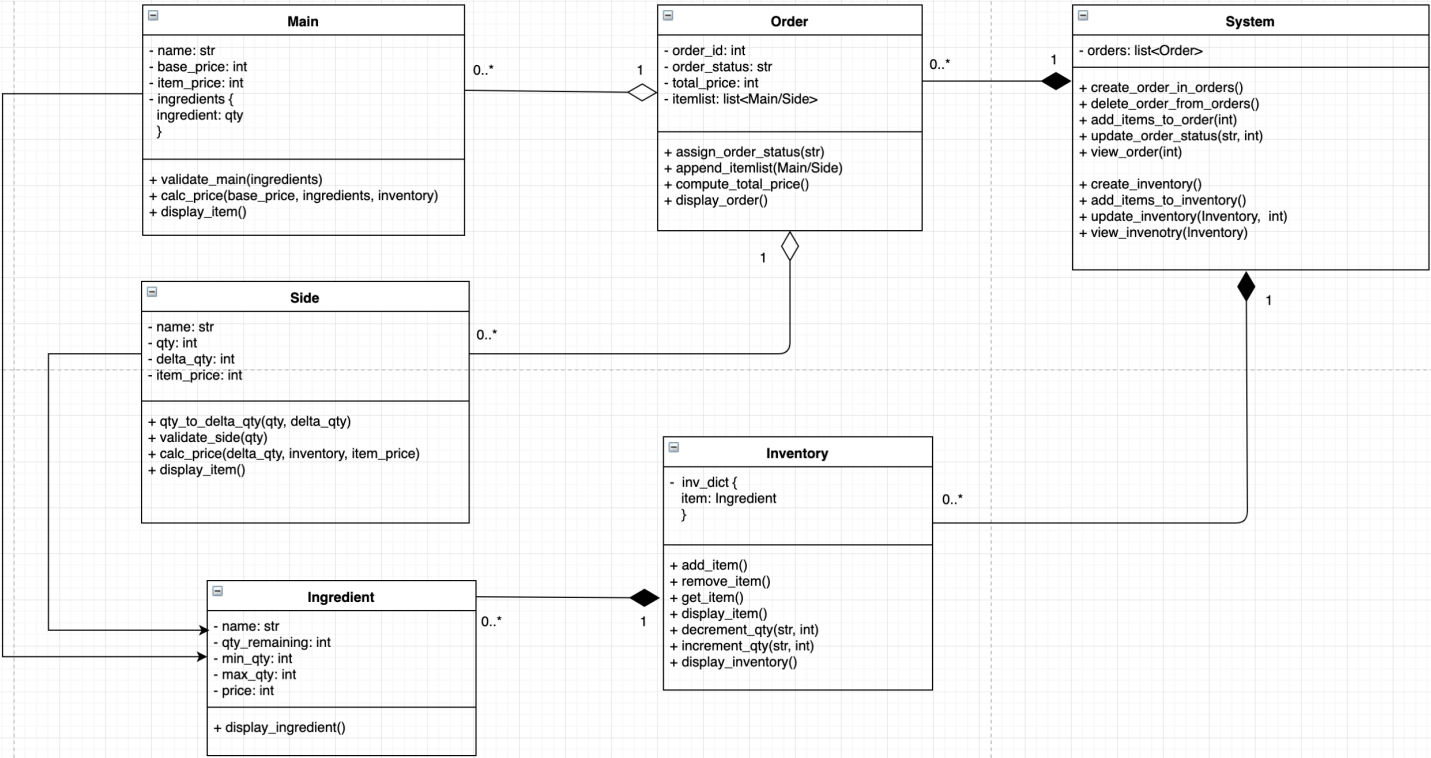 Main
- name: str
- base_price: int
- item_price: int
- ingredients {
ingredient: qty
}
+ validate_main(ingredients)
+ calc_price(base_price, ingredients, inventory)
+ display_item()
0..*
1
Order
- order_id: int
- order_status: str
- total_price: int
- itemlist: list<Main/Side>
+ assign_order_status(str)
+ append_itemlist(Main/Side)
+ compute_total_price()
+ display_order()
0..*
1
System
- orders: list<Order>
+ create_order_in_orders()
+ delete_order_from_orders()
+ add_items_to_order(int)
+ update_order_status(str, int)
+ view_order(int)
+ create_inventory()
+ add_items_to_inventory()
+ update_inventory(Inventory, int)
+ view_invenotry(Inventory)
1
1
Side
- name: str
- qty: int
- delta_qty: int
- item_price: int
+ qty_to_delta_qty(qty, delta_qty)
+ validate_side(qty)
+ calc_price(delta_qty, inventory, item_price)
+ display_item()
0..*
Inventory
- inv_dict {
item: Ingredient
}
+ add_item()
+ remove_item()
+ get_item()
+ display_item()
+ decrement_qty(str, int)
+ increment_qty(str, int)
+ display_inventory()
0..*
Ingredient
- name: str
- qty_remaining: int
- min_qty: int
- max_qty: int
- price: int
+ display_ingredient()
0..*
1